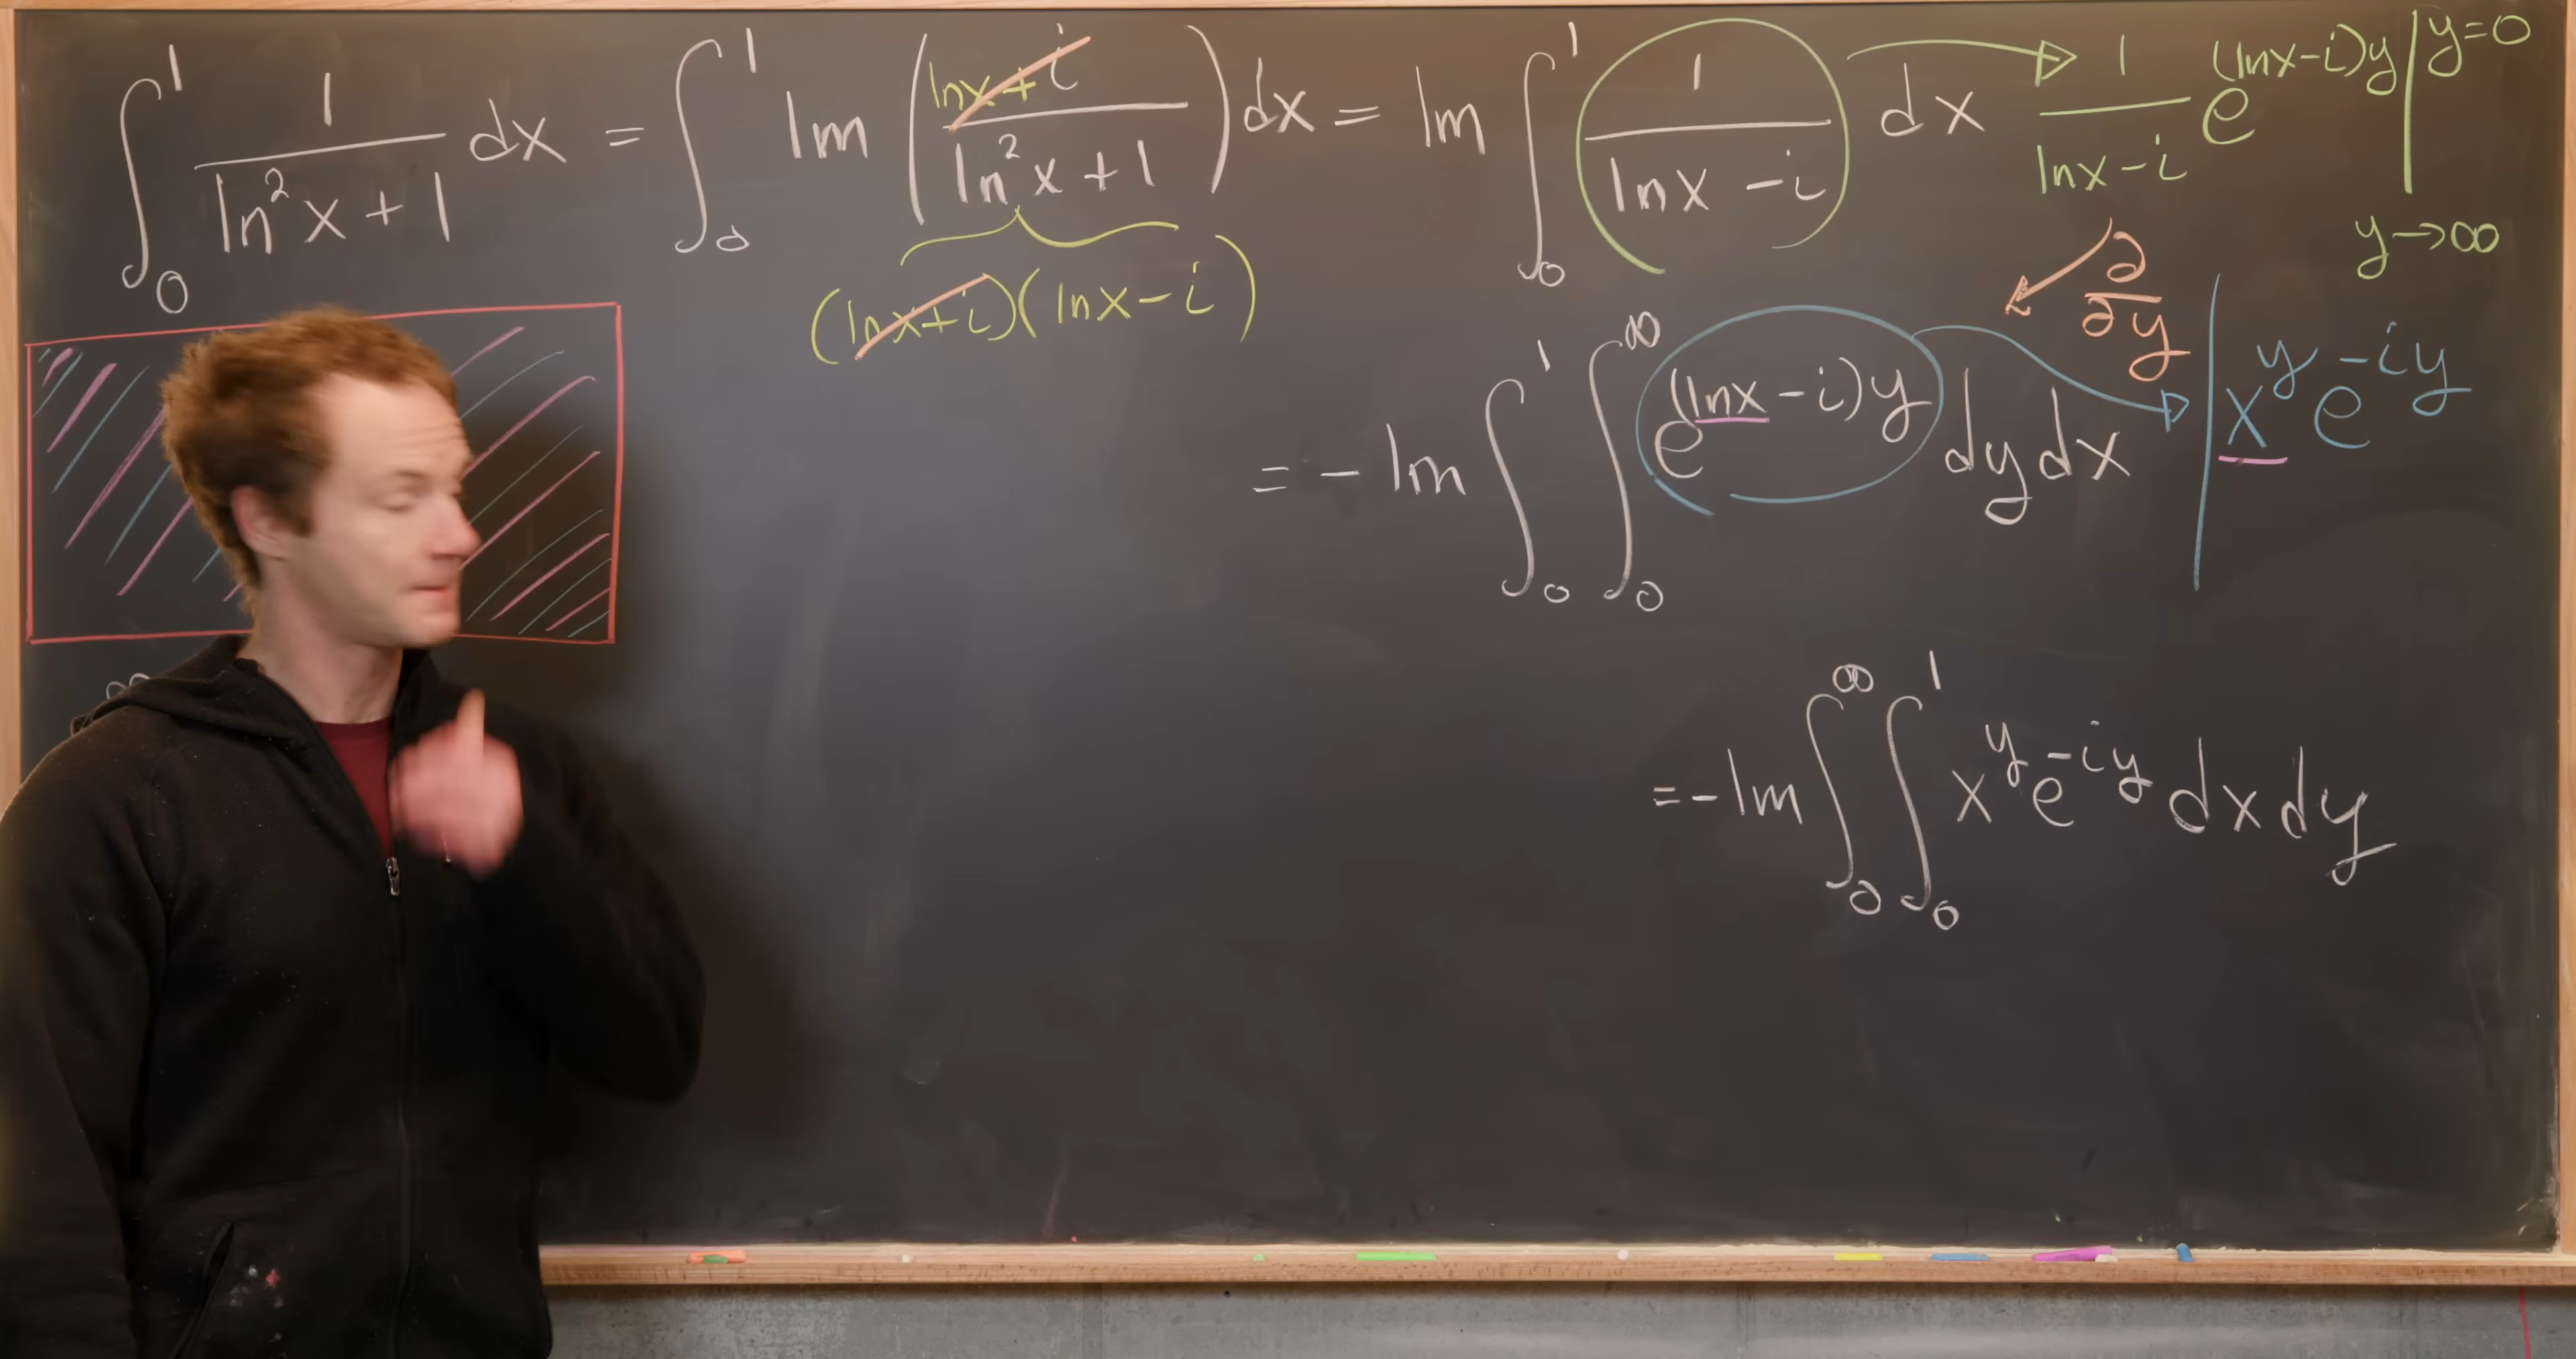 ∫₀¹ 1/(ln²x + 1) dx = ∫₀¹ Im ((lnx + i)/(ln²x + 1)) dx = Im ∫₀¹ 1/(lnx − i) dx → 1/(lnx − i) e^{(lnx−i)y} | y=0
y→∞
(lnx+i)(lnx−i)
∂/∂y
= − Im ∫₀¹ ∫₀^∞ e^{(lnx−i)y} dy dx → | x^y e^{−iy}
= − Im ∫₀^∞ ∫₀¹ x^y e^{−iy} dx dy